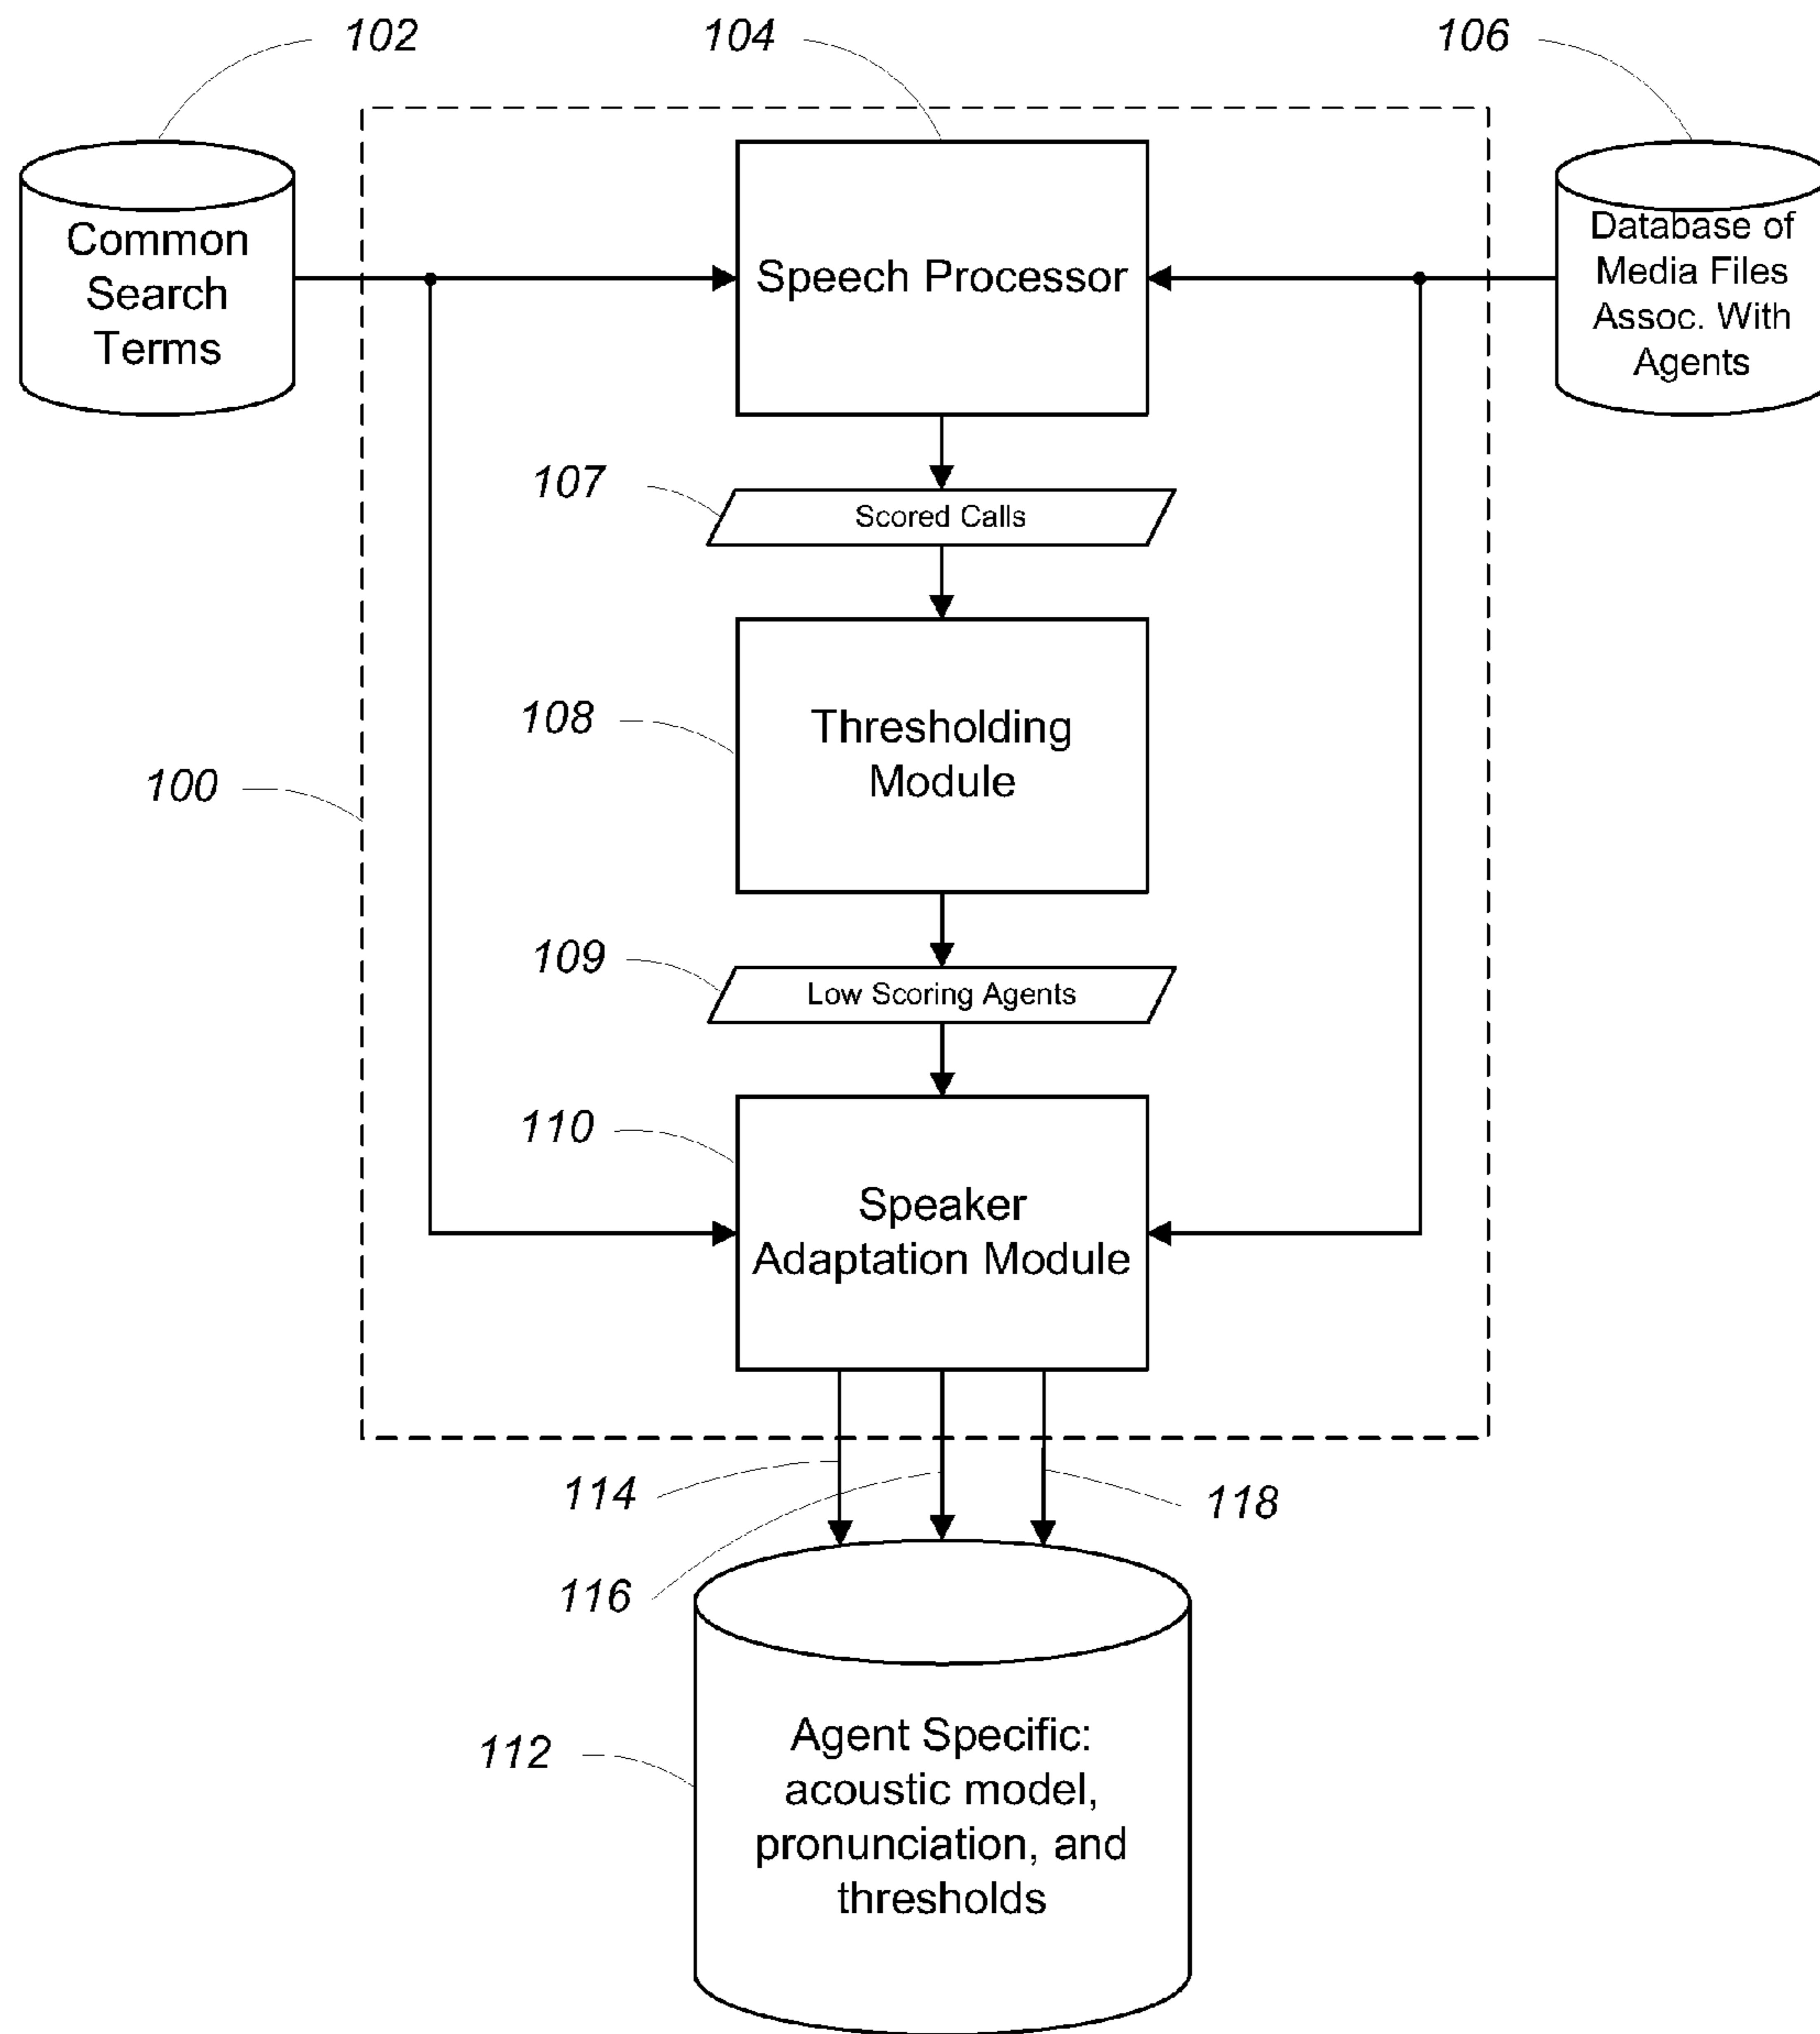 102
104
106
Common
Search
Terms
Speech Processor
Database of
Media Files
Assoc. With
Agents
107
Scored Calls
108
Thresholding
Module
100
109
Low Scoring Agents
110
Speaker
Adaptation Module
114
118
116
112
Agent Specific:
acoustic model,
pronunciation, and
thresholds